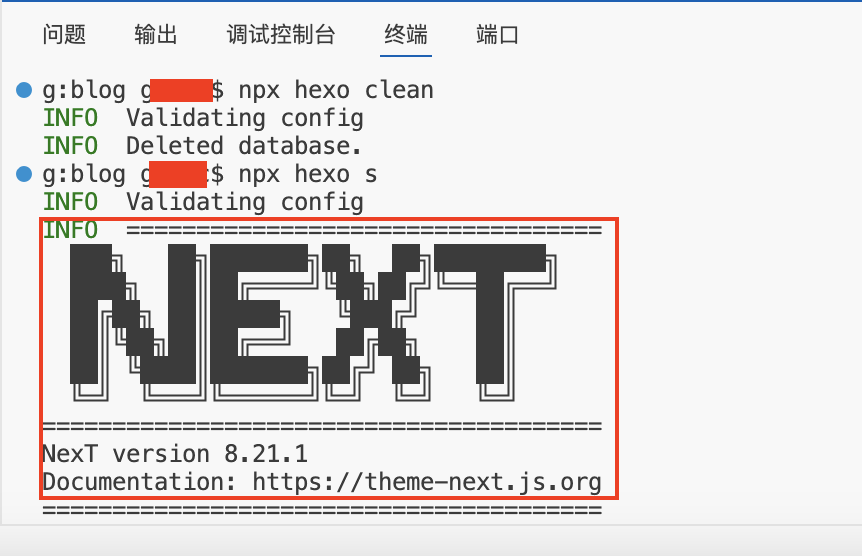 问题 输出 调试控制台 终端 端口
g:blog g $ npx hexo clean
INFO  Validating config
INFO  Deleted database.
g:blog g $ npx hexo s
INFO  Validating config
INFO  ==================================
NEXT
========================================
NexT version 8.21.1
Documentation: https://theme-next.js.org
========================================